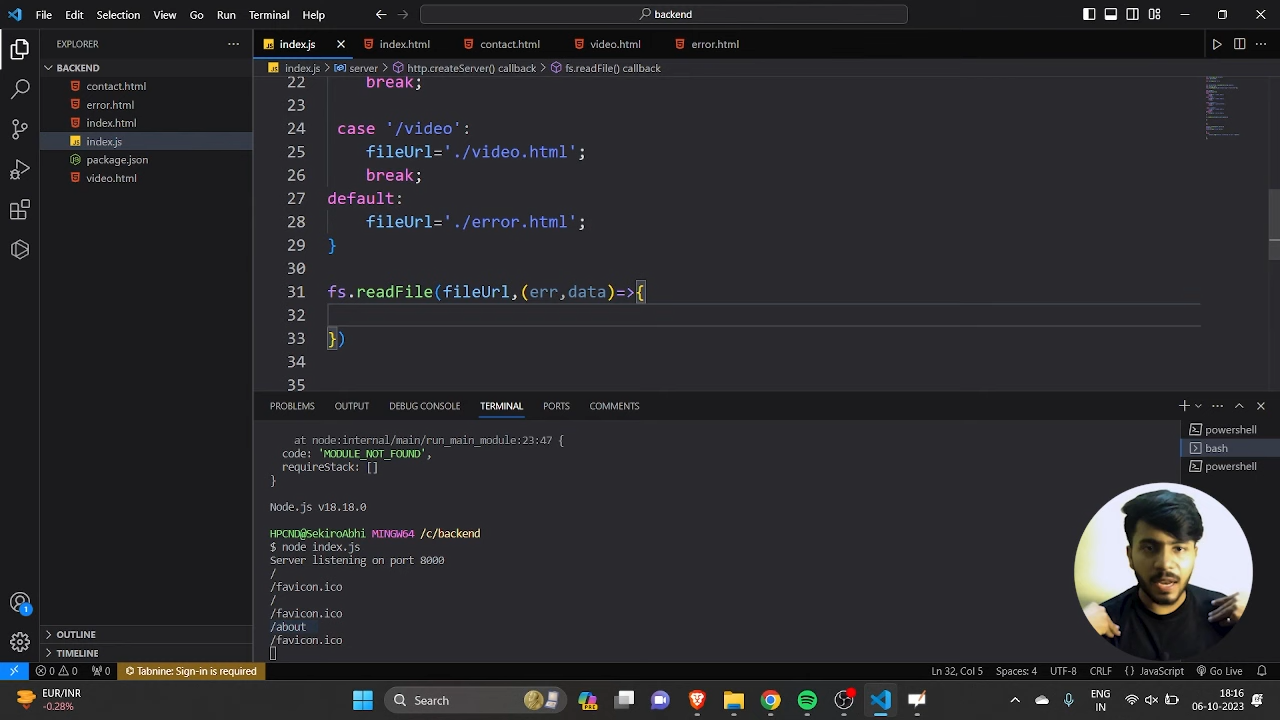 File Edit Selection View Go Run Terminal Help
backend
EXPLORER
BACKEND
contact.html
error.html
index.html
index.js
package.json
video.html
OUTLINE
TIMELINE
index.js index.html contact.html video.html error.html
index.js > server > http.createServer() callback > fs.readFile() callback
22 break;
23
24 case '/video':
25 fileUrl='./video.html';
26 break;
27 default:
28 fileUrl='./error.html';
29 }
30
31 fs.readFile(fileUrl,(err,data)=>{
32
33 })
34
35
PROBLEMS OUTPUT DEBUG CONSOLE TERMINAL PORTS COMMENTS
at node:internal/main/run_main_module:23:47 {
code: 'MODULE_NOT_FOUND',
requireStack: []
}
Node.js v18.18.0
HPCND@SekiroAbhi MINGW64 /c/backend
$ node index.js
Server listening on port 8000
/
/favicon.ico
/
/favicon.ico
/about
/favicon.ico
powershell
bash
powershell
1
0 0 0 Tabnine: Sign-in is required
Ln 32, Col 5 Spaces: 4 UTF-8 CRLF {} JavaScript Go Live
EUR/INR
-0.28%
Search
ENG
IN
18:16
06-10-2023